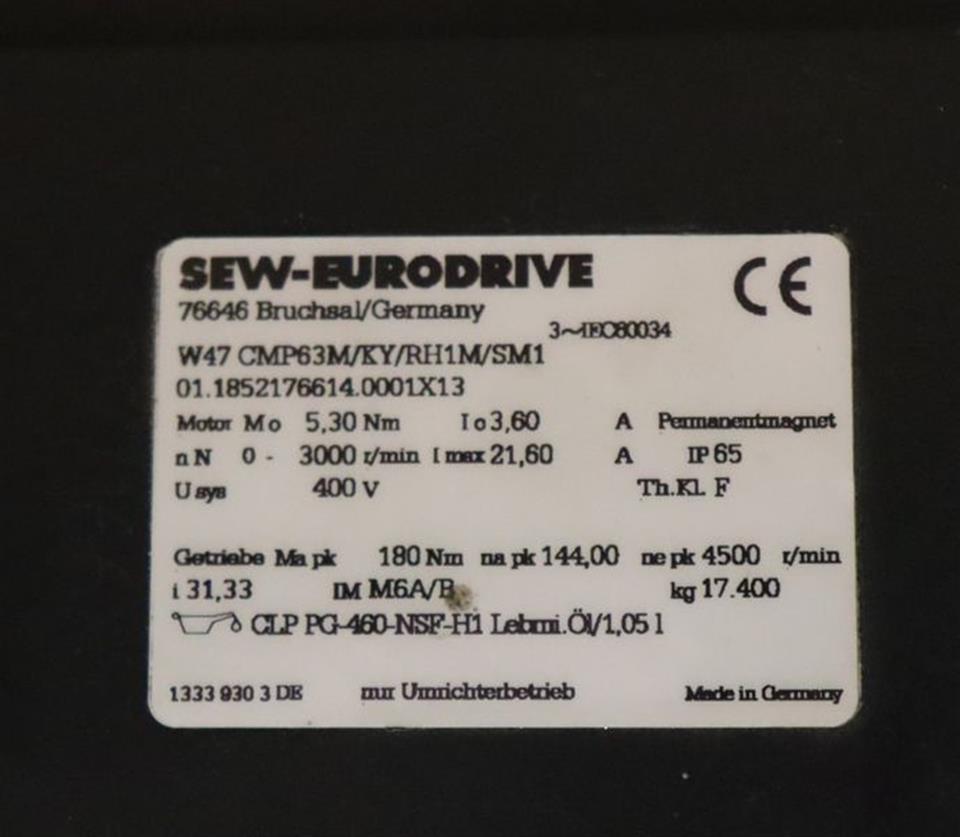 SEW-EURODRIVE CE
76646 Bruchsal/Germany
3~IEC60034
W47 CMP63M/KY/RH1M/SM1
01.1852176614.0001X13
Motor Mo 5,30 Nm Io 3,60 A Permanentmagnet
nN 0 - 3000 r/min Imax 21,60 A IP 65
Usys 400 V Th.Kl. F
Getriebe Ma pk 180 Nm na pk 144,00 ne pk 4500 r/min
i 31,33 IM M6A/B kg 17.400
CLP PG-460-NSF-H1 Lebmi.Öl/1,05 l
1333 930 3 DE nur Umrichterbetrieb Made in Germany